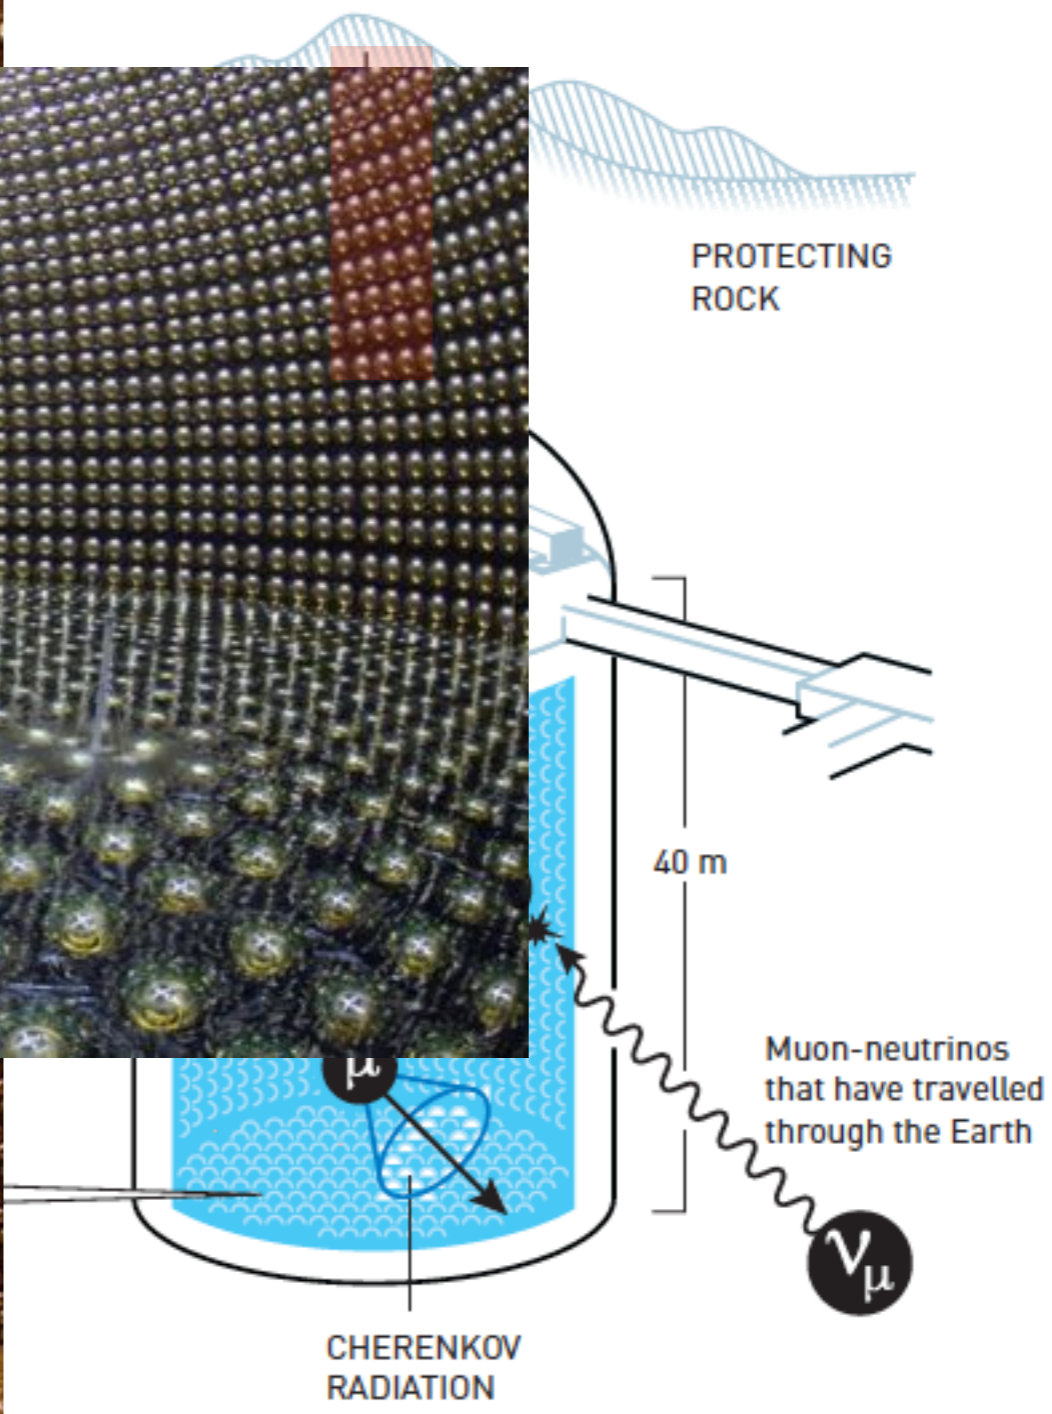 PROTECTING
ROCK
40 m
Muon-neutrinos
that have travelled
through the Earth
μ
νμ
CHERENKOV
RADIATION